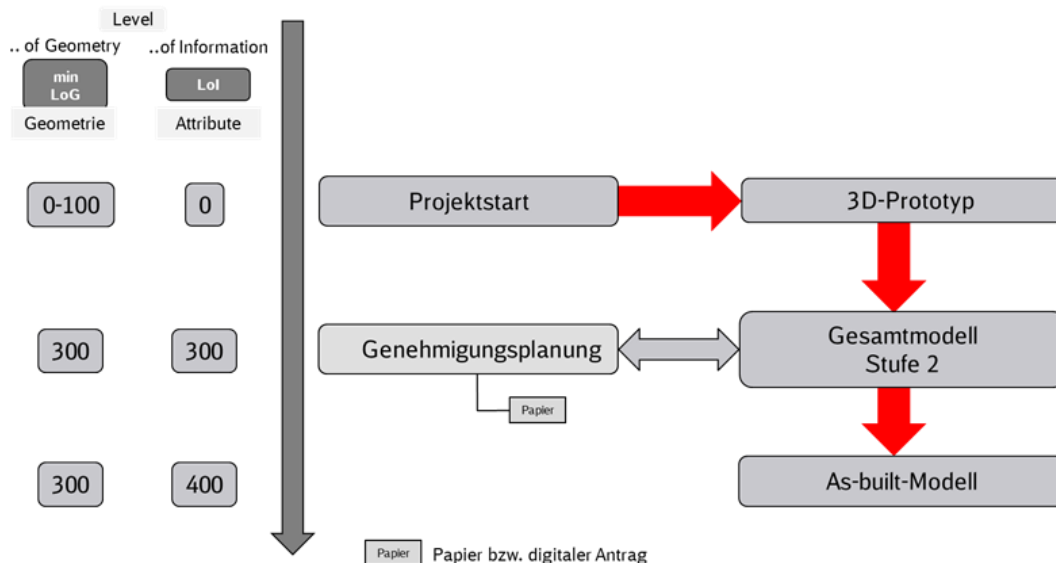 Level
.. of Geometry
..of Information
min
LoG
LoI
Geometrie
Attribute
0-100
0
Projektstart
3D-Prototyp
300
300
Genehmigungsplanung
Gesamtmodell
Stufe 2
Papier
300
400
As-built-Modell
Papier
Papier bzw. digitaler Antrag